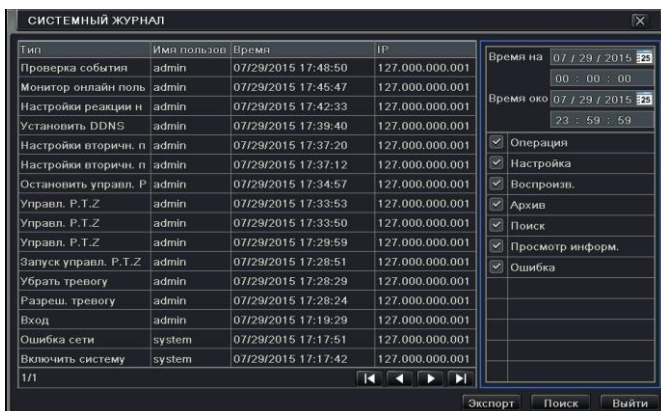 СИСТЕМНЫЙ ЖУРНАЛ
Тип Имя пользов Время IP
Проверка события admin 07/29/2015 17:48:50 127.000.000.001
Монитор онлайн поль admin 07/29/2015 17:45:47 127.000.000.001
Настройки реакции н admin 07/29/2015 17:42:33 127.000.000.001
Установить DDNS admin 07/29/2015 17:39:40 127.000.000.001
Настройки вторичн. п admin 07/29/2015 17:37:20 127.000.000.001
Настройки вторичн. п admin 07/29/2015 17:37:12 127.000.000.001
Остановить управл. P admin 07/29/2015 17:34:57 127.000.000.001
Управл. P.T.Z admin 07/29/2015 17:33:53 127.000.000.001
Управл. P.T.Z admin 07/29/2015 17:33:50 127.000.000.001
Управл. P.T.Z admin 07/29/2015 17:29:59 127.000.000.001
Запуск управл. P.T.Z admin 07/29/2015 17:28:51 127.000.000.001
Убрать тревогу admin 07/29/2015 17:28:29 127.000.000.001
Разреш. тревогу admin 07/29/2015 17:28:24 127.000.000.001
Вход admin 07/29/2015 17:19:29 127.000.000.001
Ошибка сети system 07/29/2015 17:17:51 127.000.000.001
Включить систему system 07/29/2015 17:17:42 127.000.000.001
1/1
Время на 07 / 29 / 2015 25
00 : 00 : 00
Время око 07 / 29 / 2015 25
23 : 59 : 59
Операция
Настройка
Воспроизв.
Архив
Поиск
Просмотр информ.
Ошибка
Экспорт Поиск Выйти